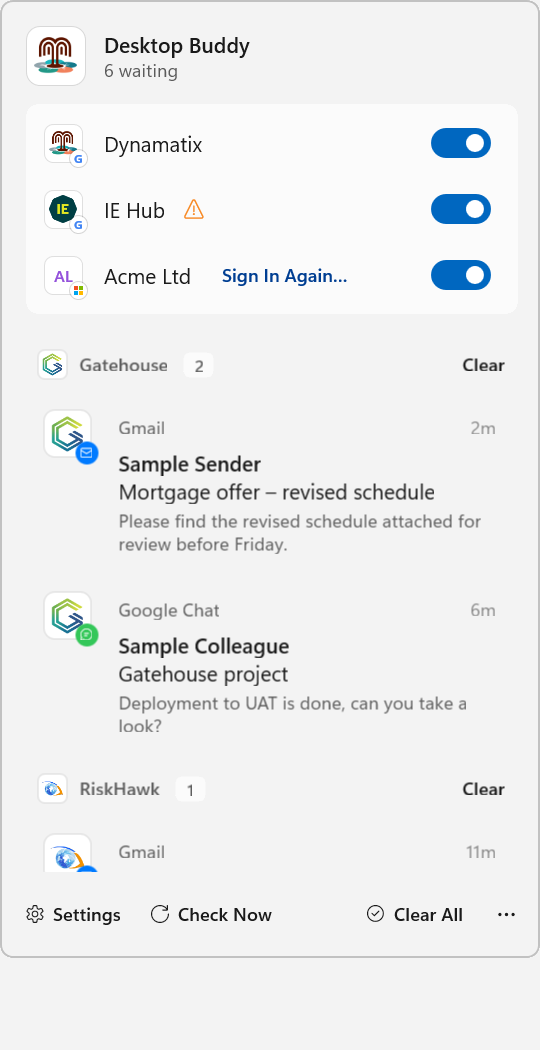 Desktop Buddy
6 waiting
G
Dynamatix
IE
G
IE Hub
AL
Acme Ltd Sign In Again...
Gatehouse 2 Clear
Gmail 2m
Sample Sender
Mortgage offer – revised schedule
Please find the revised schedule attached for
review before Friday.
Google Chat 6m
Sample Colleague
Gatehouse project
Deployment to UAT is done, can you take a
look?
RiskHawk 1 Clear
Gmail 11m
Settings Check Now Clear All ...